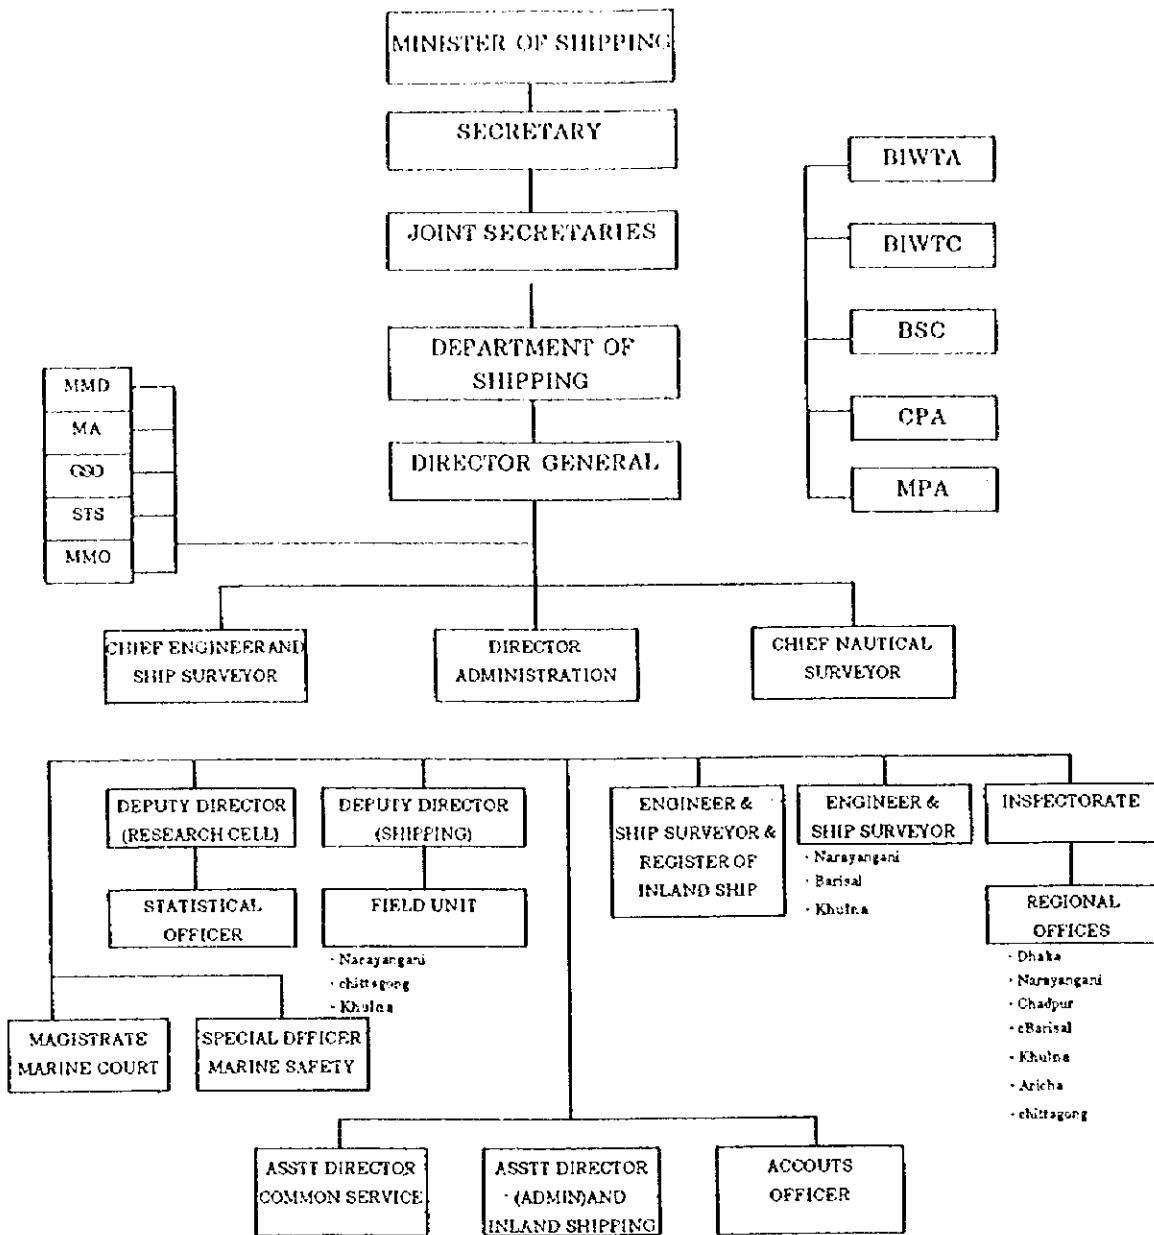 MINISTER OF SHIPPING
SECRETARY
JOINT SECRETARIES
DEPARTMENT OF
SHIPPING
DIRECTOR GENERAL
BIWTA
BIWTC
BSC
CPA
MPA
MMD
MA
GSO
STS
MMO
CHIEF ENGINEER AND
SHIP SURVEYOR
DIRECTOR
ADMINISTRATION
CHIEF NAUTICAL
SURVEYOR
DEPUTY DIRECTOR
(RESEARCH CELL)
DEPUTY DIRECTOR
(SHIPPING)
ENGINEER &
SHIP SURVEYOR &
REGISTER OF
INLAND SHIP
ENGINEER &
SHIP SURVEYOR
· Narayangani
· Barisal
· Khulna
INSPECTORATE
STATISTICAL
OFFICER
FIELD UNIT
· Narayangani
· chittagong
· Khulna
REGIONAL
OFFICES
· Dhaka
· Narayangani
· Chadpur
· cBarisal
· Khulna
· Aricha
· chittagong
MAGISTRATE
MARINE COURT
SPECIAL OFFICER
MARINE SAFETY
ASSTT DIRECTOR
COMMON SERVICE
ASSTT DIRECTOR
· (ADMIN)AND
INLAND SHIPPING
ACCOUTS
OFFICER